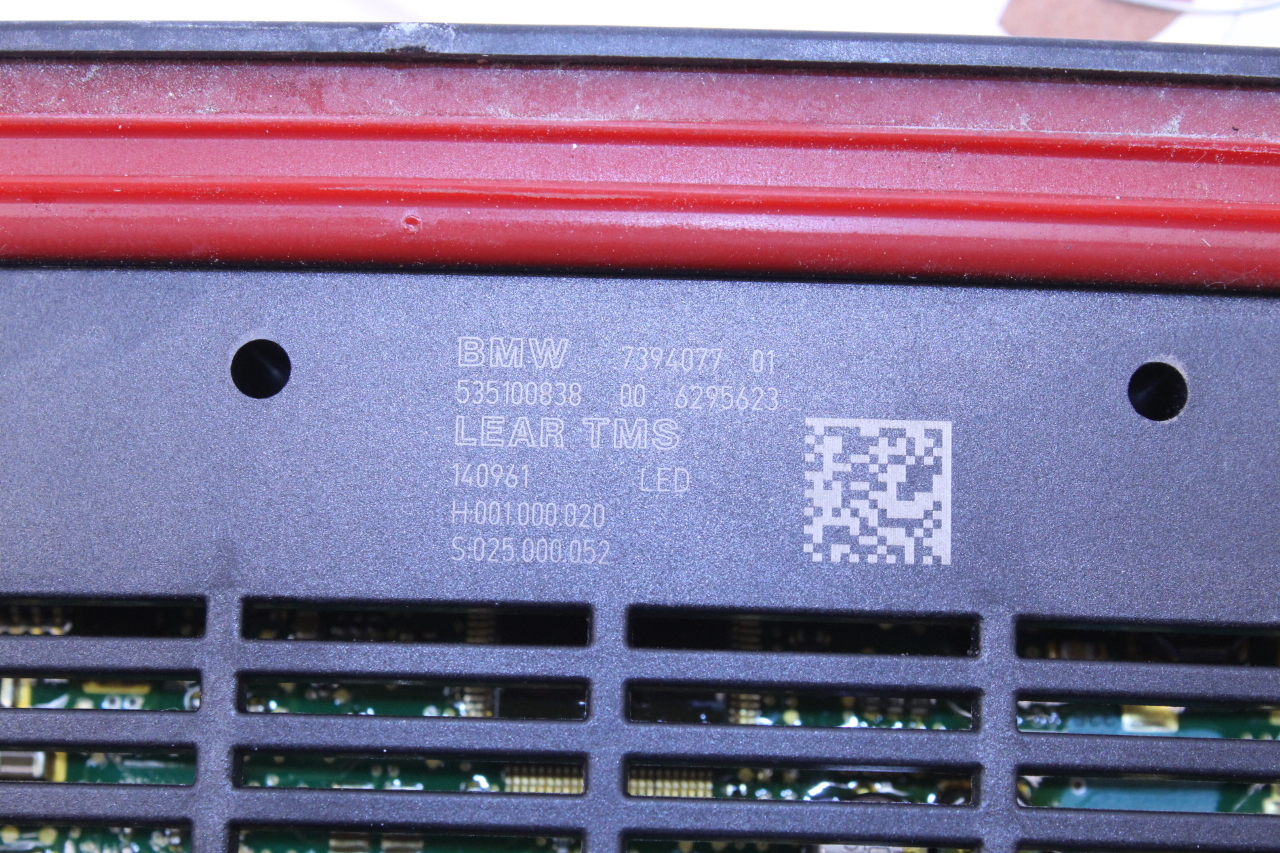 BMW 7394077 01
535100838 00 6295623
LEAR TMS
140961 LED
H:001.000.020
S:025.000.052